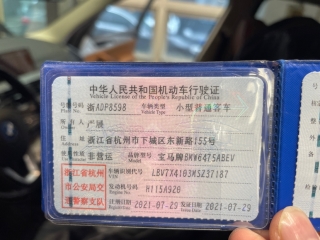 中华人民共和国机动车行驶证
Vehicle License of the People's Republic of China
号牌号码 浙ADP8598 车辆类型 小型普通客车
Plate No. Vehicle Type
所有人
Owner
住址 浙江省杭州市下城区东新路155号
使用性质 非营运 品牌型号 宝马牌BMW6475ABEV
浙江省杭州 车辆识别代号 LBV7X4103MSZ37187
VIN
市公安局交 发动机号码 H115A920
通警察支队 注册日期 2021-07-29 发证日期 2021-07-29